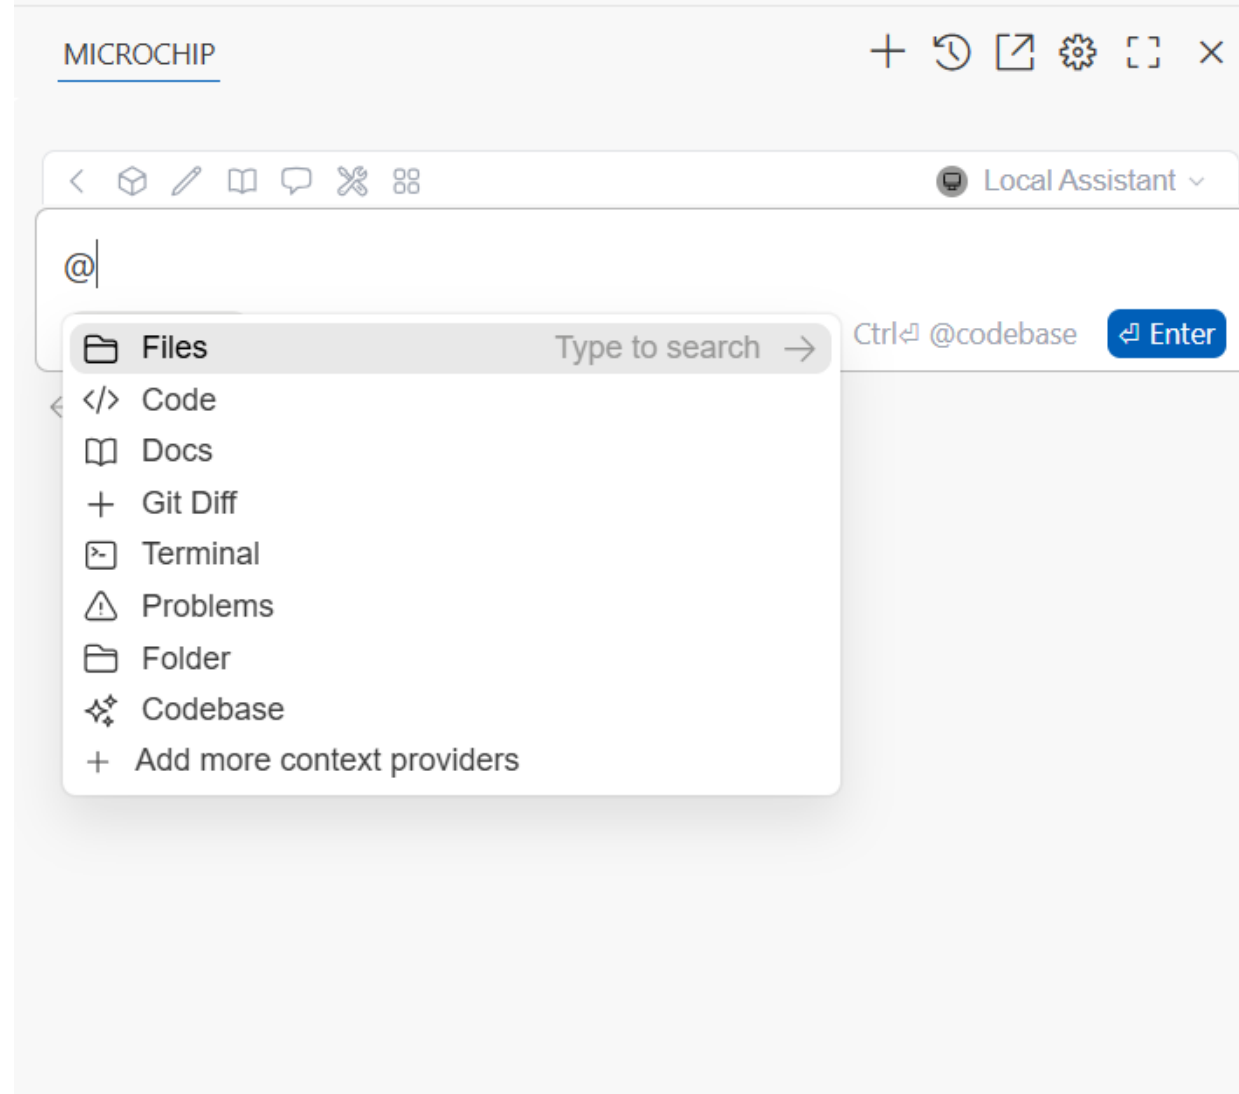 MICROCHIP
Local Assistant
@
Ctrl⏎ @codebase ⏎ Enter
Files Type to search →
</> Code
Docs
Git Diff
Terminal
Problems
Folder
Codebase
+ Add more context providers